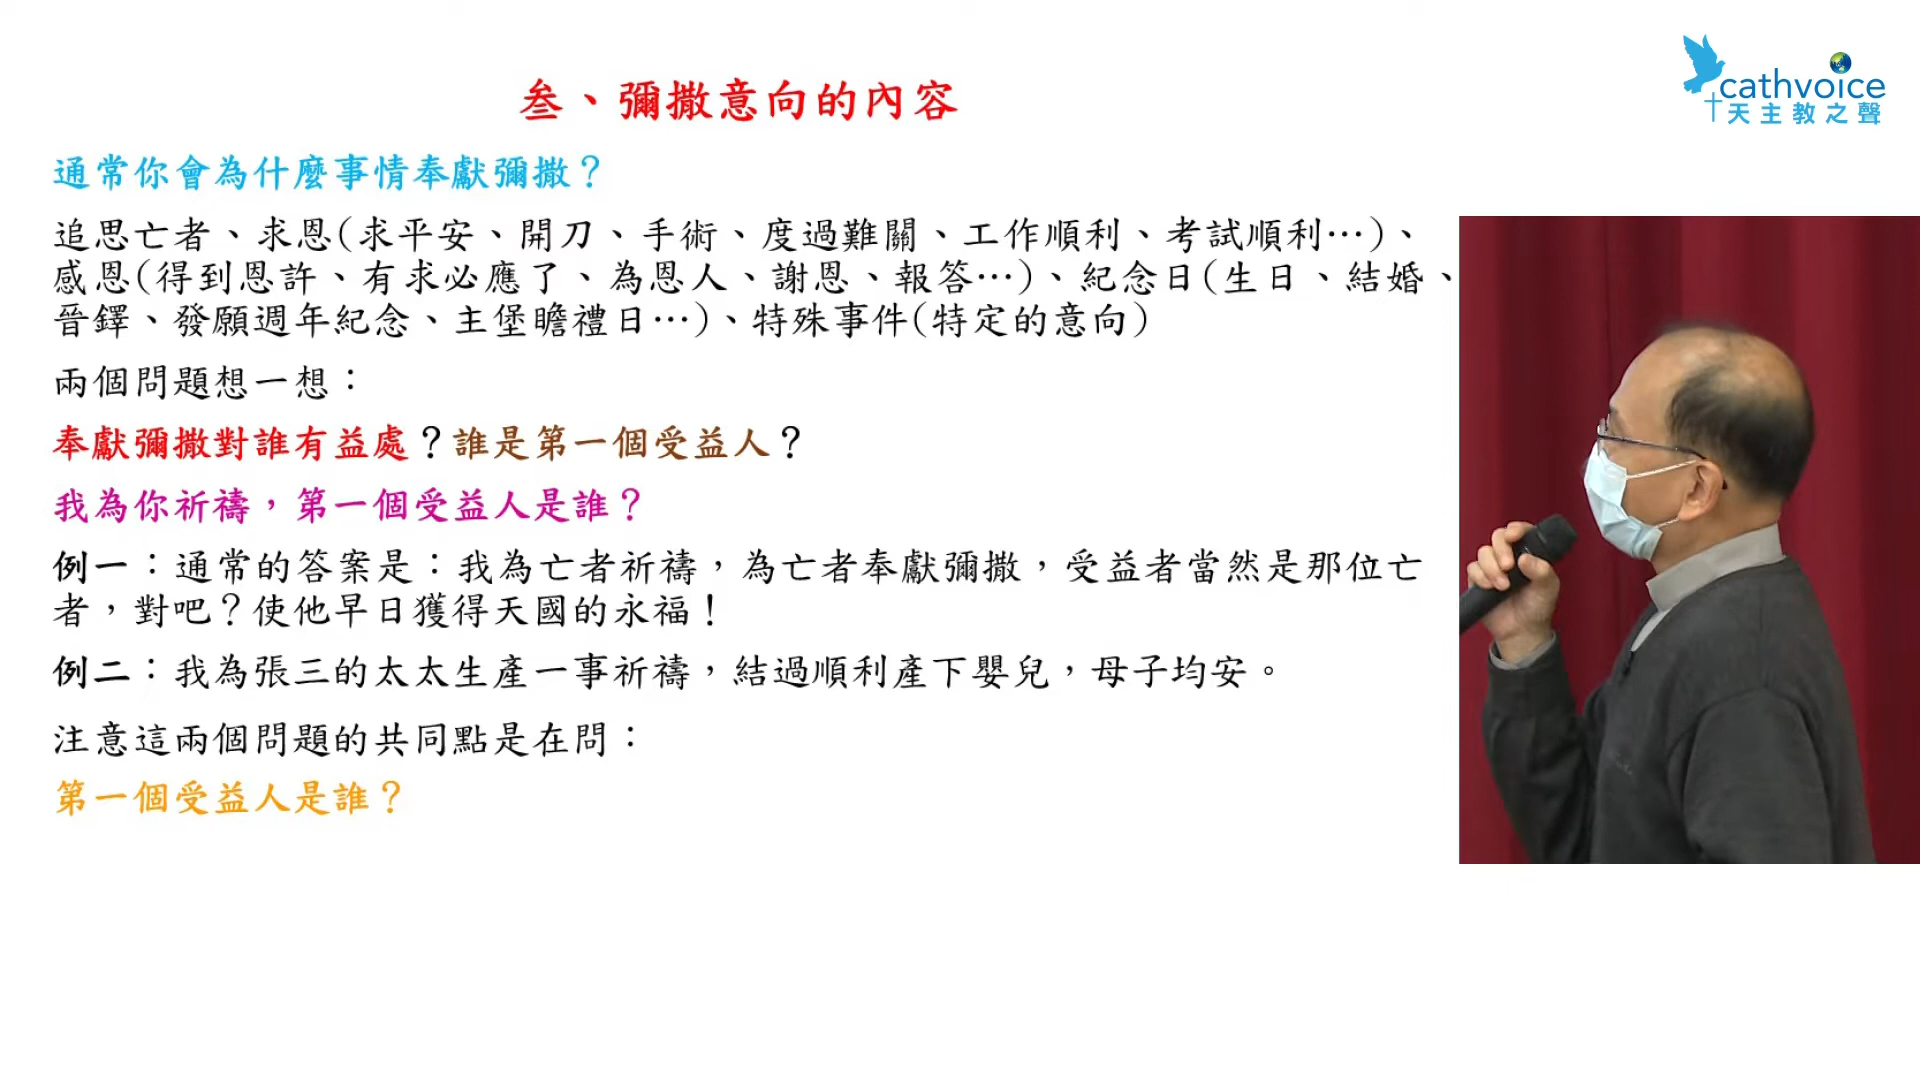 叁、彌撒意向的內容
cathvoice
天主教之聲
通常你會為什麼事情奉獻彌撒？
追思亡者、求恩(求平安、開刀、手術、度過難關、工作順利、考試順利…)、
感恩(得到恩許、有求必應了、為恩人、謝恩、報答…)、紀念日(生日、結婚、
晉鐸、發願週年紀念、主堡瞻禮日…)、特殊事件(特定的意向)
兩個問題想一想：
奉獻彌撒對誰有益處？誰是第一個受益人？
我為你祈禱，第一個受益人是誰？
例一：通常的答案是：我為亡者祈禱，為亡者奉獻彌撒，受益者當然是那位亡
者，對吧？使他早日獲得天國的永福！
例二：我為張三的太太生產一事祈禱，結過順利產下嬰兒，母子均安。
注意這兩個問題的共同點是在問：
第一個受益人是誰？